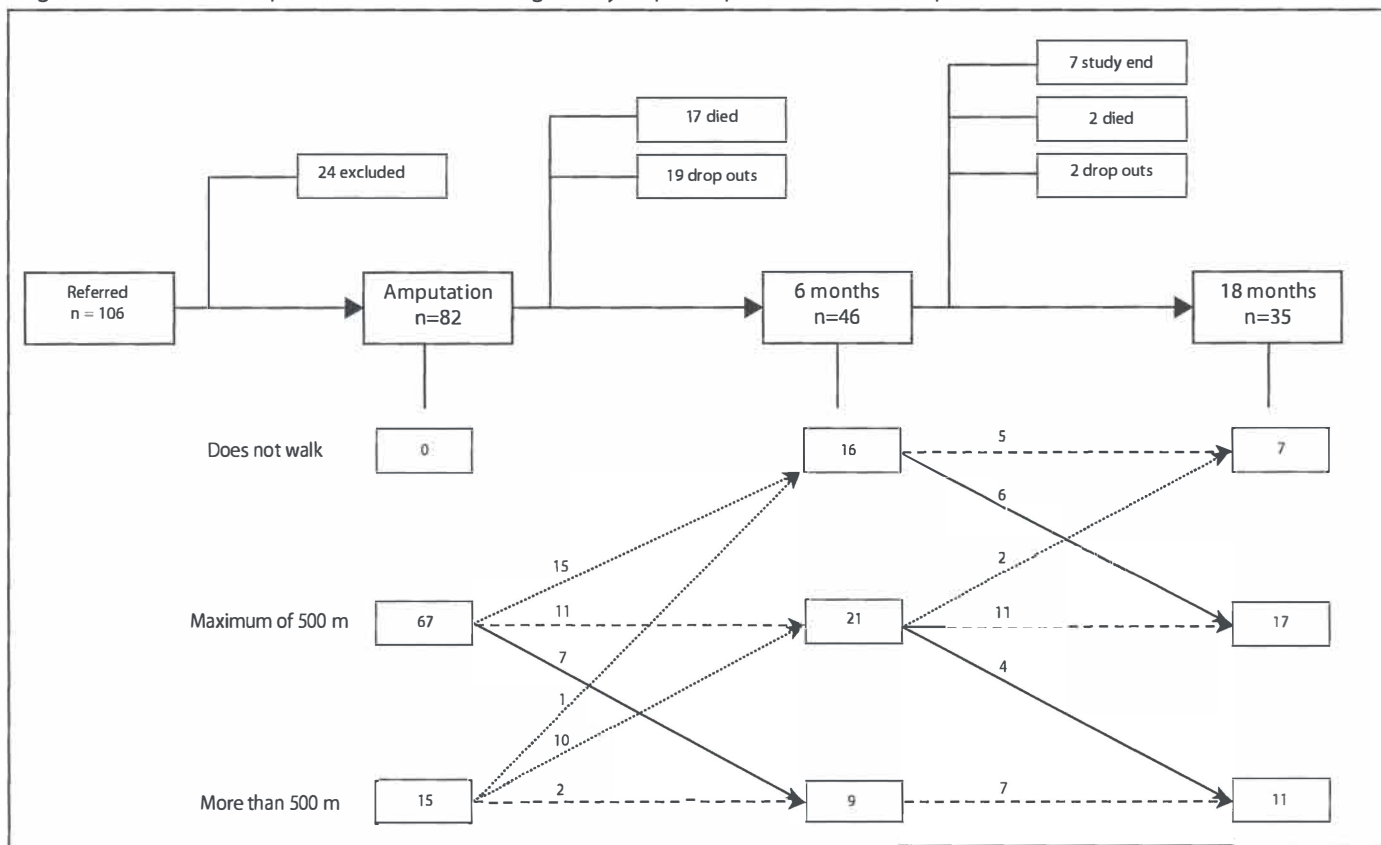 7 study end
17 died
2 died
24 excluded
19 drop outs
2 drop outs
Referred
n = 106
Amputation
n=82
6 months
n=46
18 months
n=35
Does not walk
0
16
5
7
6
15
2
Maximum of 500 m
67
11
21
11
17
7
4
1
10
More than 500 m
15
2
9
7
11